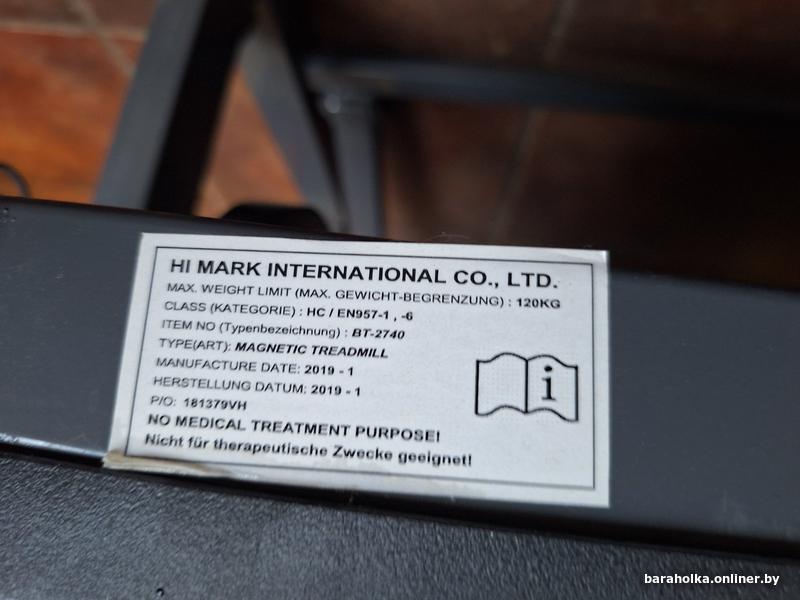 HI MARK INTERNATIONAL CO., LTD.
MAX. WEIGHT LIMIT (MAX. GEWICHT-BEGRENZUNG) : 120KG
CLASS (KATEGORIE) : HC / EN957-1 , -6
ITEM NO (Typenbezeichnung) : BT-2740
TYPE(ART): MAGNETIC TREADMILL
MANUFACTURE DATE: 2019 - 1
HERSTELLUNG DATUM: 2019 - 1
P/O: 181379VH
NO MEDICAL TREATMENT PURPOSE!
Nicht für therapeutische Zwecke geeignet!
i
baraholka.onliner.by